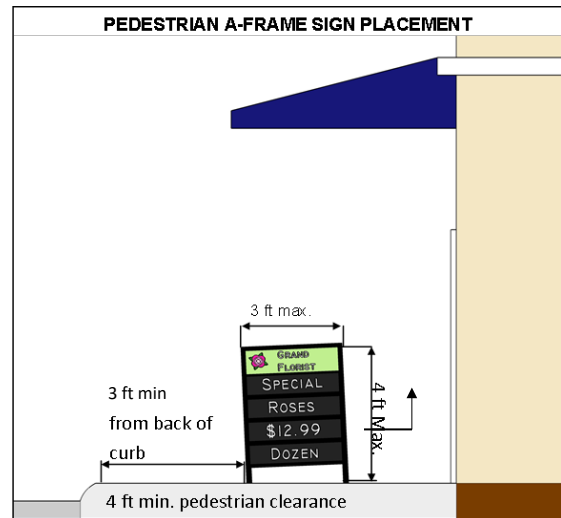 PEDESTRIAN A-FRAME SIGN PLACEMENT
3 ft max.
GRAND
FLORIST
SPECIAL
ROSES
$12.99
DOZEN
4 ft Max.
3 ft min
from back of
curb
4 ft min. pedestrian clearance